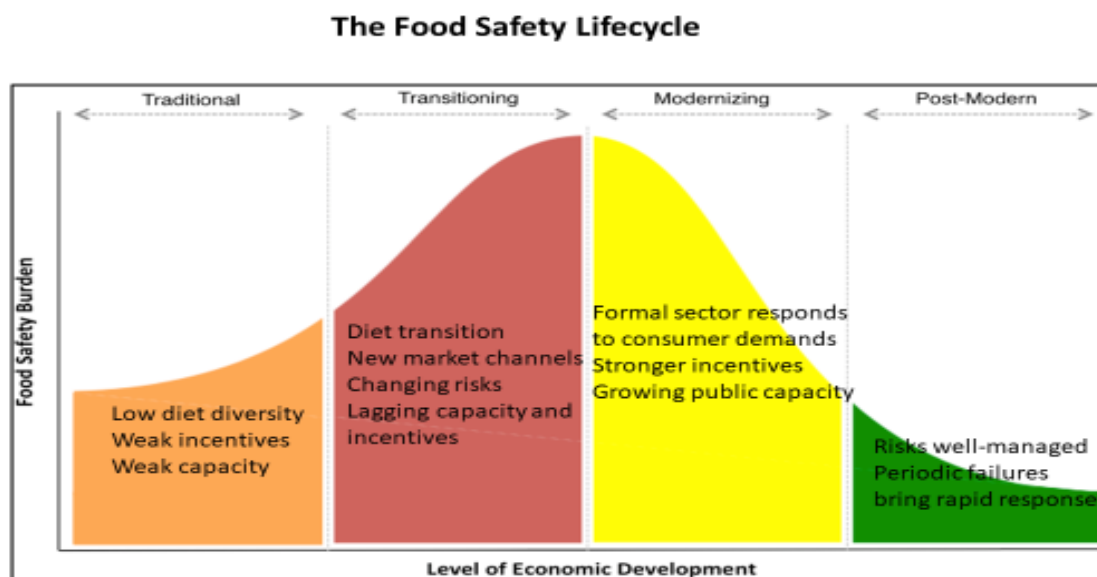 The Food Safety Lifecycle
Traditional
Transitioning
Modernizing
Post-Modern
Food Safety Burden
Low diet diversity
Weak incentives
Weak capacity
Diet transition
New market channels
Changing risks
Lagging capacity and
incentives
Formal sector responds
to consumer demands
Stronger incentives
Growing public capacity
Risks well-managed
Periodic failures
bring rapid response
Level of Economic Development